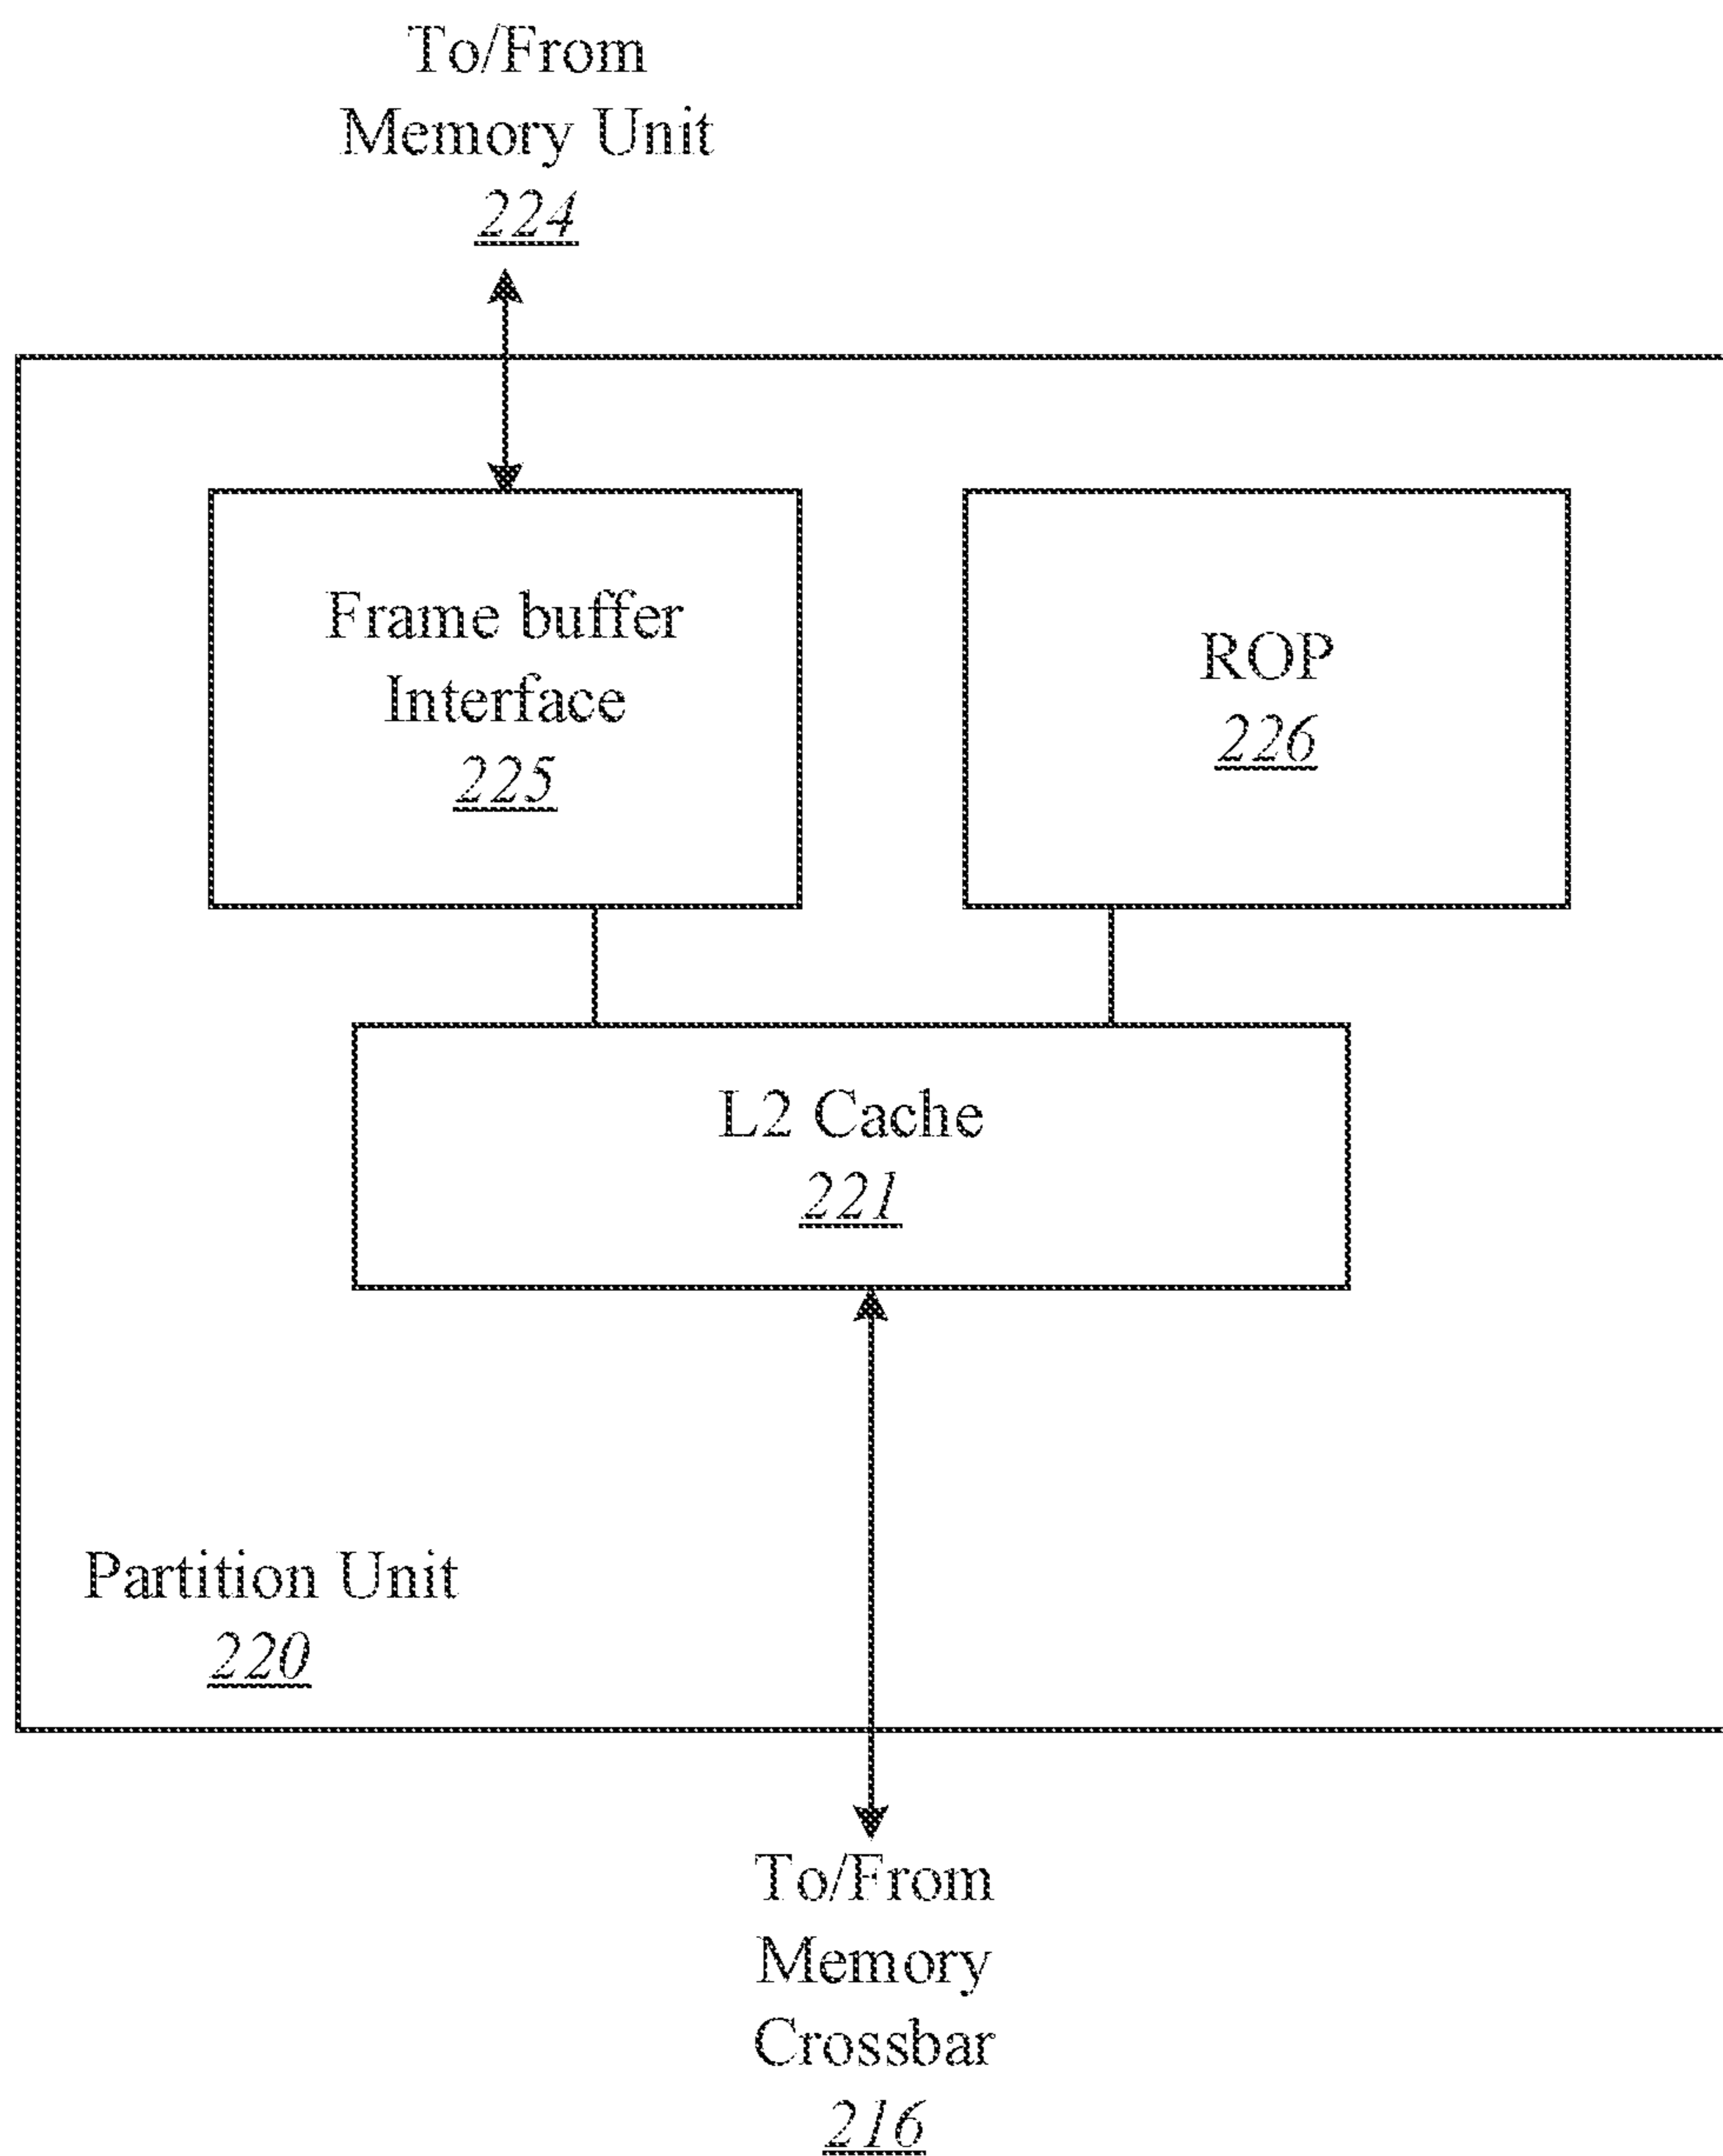 To/From
Memory Unit
224
Frame buffer
Interface
225
ROP
226
L2 Cache
221
Partition Unit
220
To/From
Memory
Crossbar
216